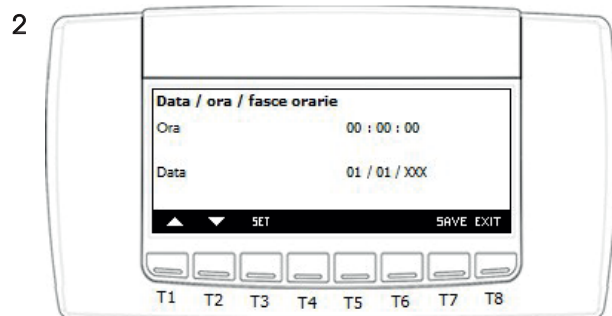 2
Data / ora / fasce orarie
Ora 00 : 00 : 00
Data 01 / 01 / XXX
SET SAVE EXIT
T1 T2 T3 T4 T5 T6 T7 T8